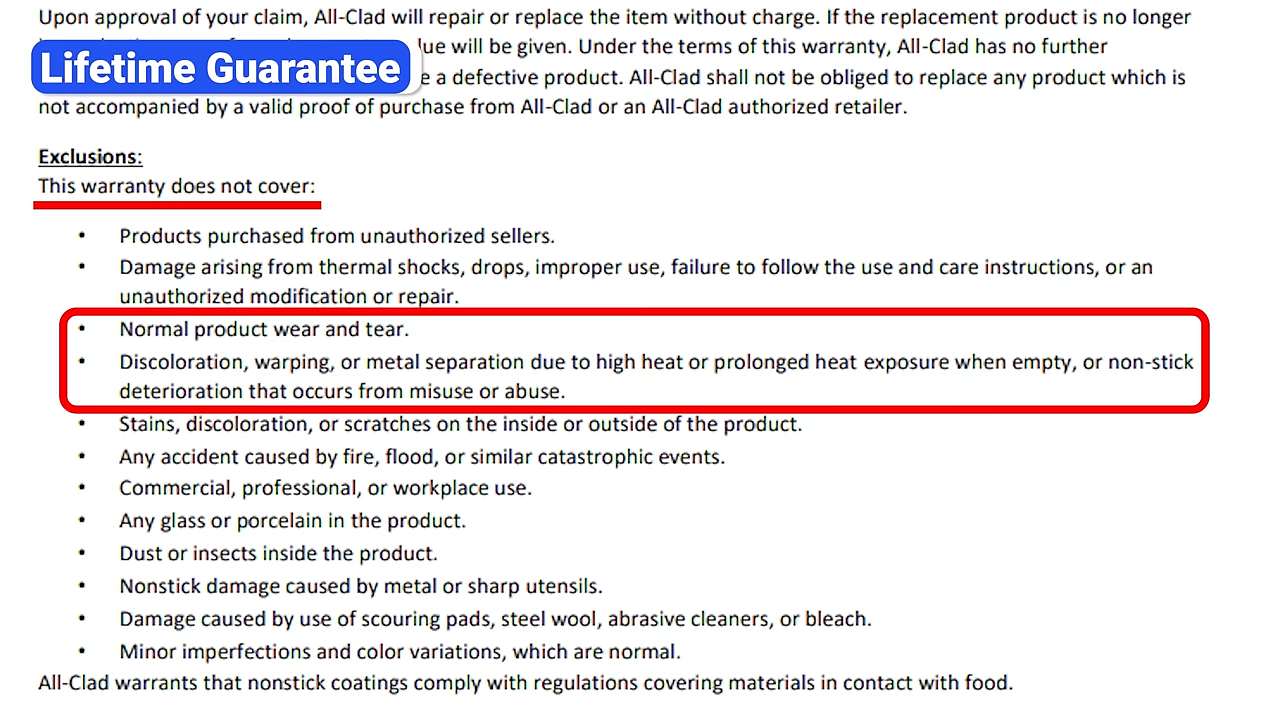 Upon approval of your claim, All-Clad will repair or replace the item without charge. If the replacement product is no longer
lue will be given. Under the terms of this warranty, All-Clad has no further
Lifetime Guarantee
e a defective product. All-Clad shall not be obliged to replace any product which is
not accompanied by a valid proof of purchase from All-Clad or an All-Clad authorized retailer.
Exclusions:
This warranty does not cover:
• Products purchased from unauthorized sellers.
• Damage arising from thermal shocks, drops, improper use, failure to follow the use and care instructions, or an
unauthorized modification or repair.
• Normal product wear and tear.
• Discoloration, warping, or metal separation due to high heat or prolonged heat exposure when empty, or non-stick
deterioration that occurs from misuse or abuse.
• Stains, discoloration, or scratches on the inside or outside of the product.
• Any accident caused by fire, flood, or similar catastrophic events.
• Commercial, professional, or workplace use.
• Any glass or porcelain in the product.
• Dust or insects inside the product.
• Nonstick damage caused by metal or sharp utensils.
• Damage caused by use of scouring pads, steel wool, abrasive cleaners, or bleach.
• Minor imperfections and color variations, which are normal.
All-Clad warrants that nonstick coatings comply with regulations covering materials in contact with food.